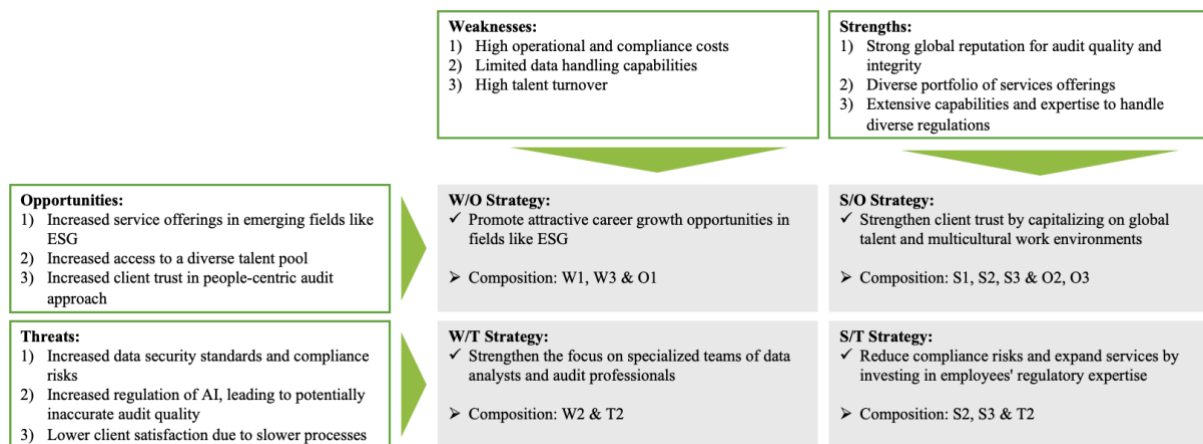 Weaknesses:
1) High operational and compliance costs
2) Limited data handling capabilities
3) High talent turnover
Strengths:
1) Strong global reputation for audit quality and
integrity
2) Diverse portfolio of services offerings
3) Extensive capabilities and expertise to handle
diverse regulations
Opportunities:
1) Increased service offerings in emerging fields like
ESG
2) Increased access to a diverse talent pool
3) Increased client trust in people-centric audit
approach
W/O Strategy:
✓ Promote attractive career growth opportunities in
fields like ESG
➢ Composition: W1, W3 & O1
S/O Strategy:
✓ Strengthen client trust by capitalizing on global
talent and multicultural work environments
➢ Composition: S1, S2, S3 & O2, O3
Threats:
1) Increased data security standards and compliance
risks
2) Increased regulation of AI, leading to potentially
inaccurate audit quality
3) Lower client satisfaction due to slower processes
W/T Strategy:
✓ Strengthen the focus on specialized teams of data
analysts and audit professionals
➢ Composition: W2 & T2
S/T Strategy:
✓ Reduce compliance risks and expand services by
investing in employees' regulatory expertise
➢ Composition: S2, S3 & T2